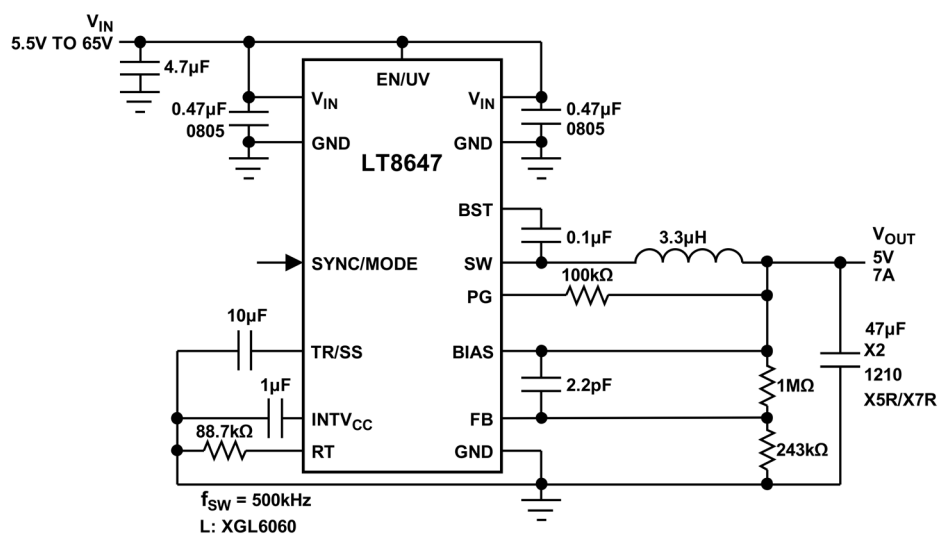 VIN
5.5V TO 65V
4.7µF
0.47µF
0805
EN/UV
VIN
VIN
0.47µF
0805
GND
GND
LT8647
BST
0.1µF
3.3µH
VOUT
5V
7A
SYNC/MODE
SW
100kΩ
PG
10µF
TR/SS
BIAS
47µF
X2
1210
X5R/X7R
2.2pF
1MΩ
1µF
INTVCC
FB
88.7kΩ
RT
GND
243kΩ
fSW = 500kHz
L: XGL6060